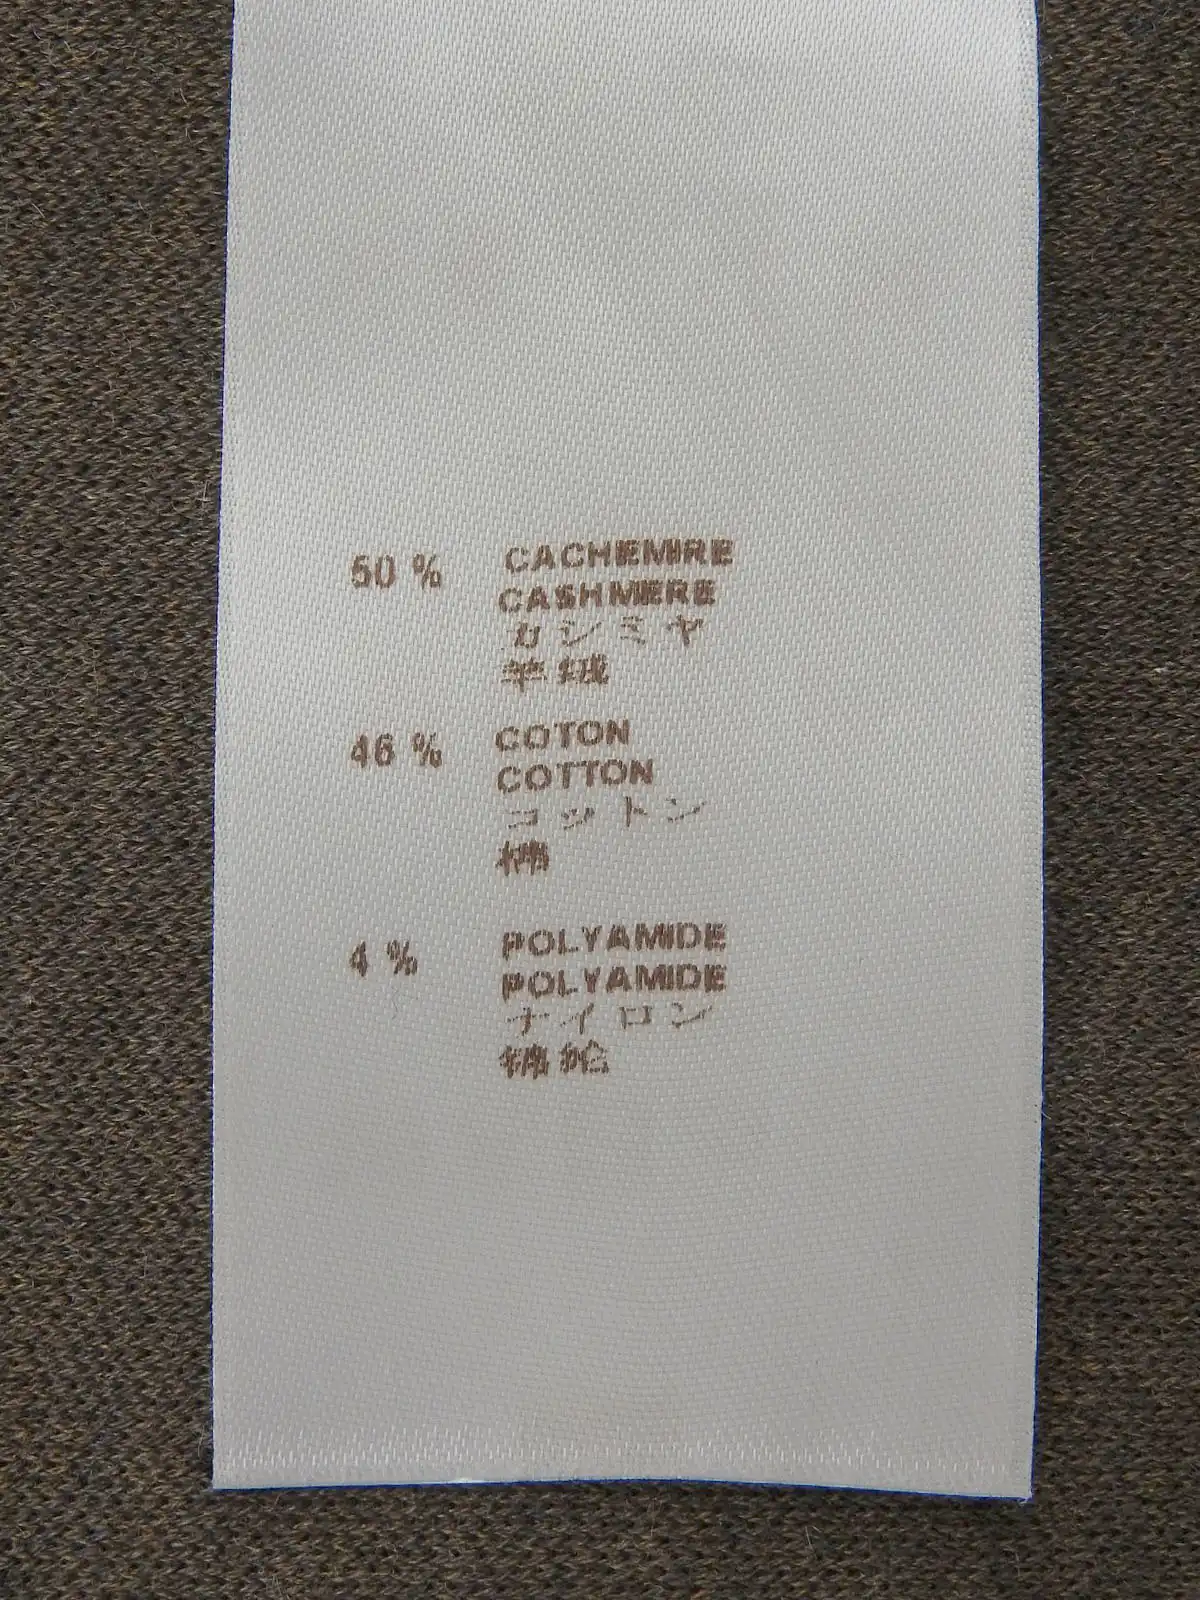 50 % CACHEMIRE
CASHMERE
カシミヤ
羊绒
46 % COTON
COTTON
コットン
棉
4 % POLYAMIDE
POLYAMIDE
ナイロン
锦纶